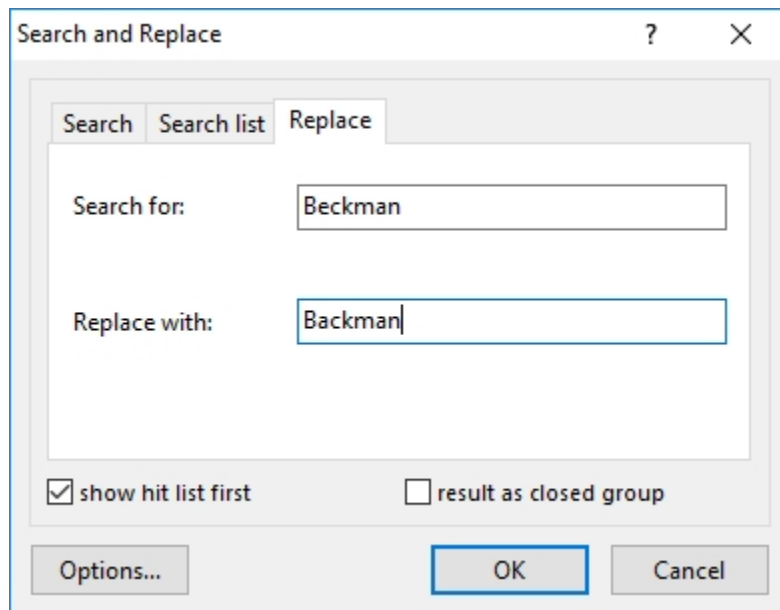 Search and Replace ?
Search Search list Replace
Search for: Beckman
Replace with: Backman
show hit list first result as closed group
Options... OK Cancel